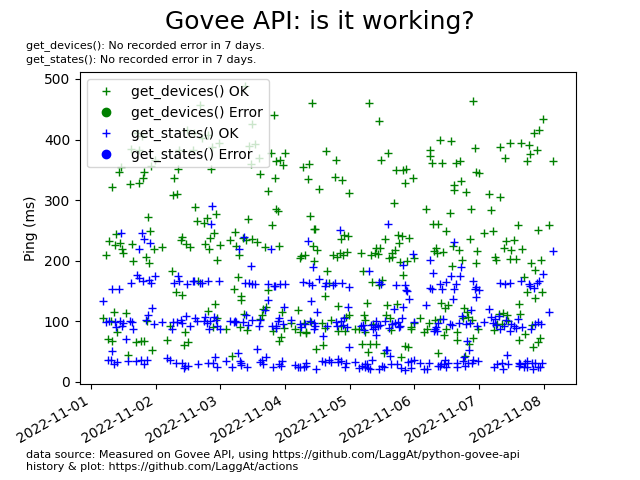 Govee API: is it working?
get_devices(): No recorded error in 7 days.
get_states(): No recorded error in 7 days.
get_devices() OK
get_devices() Error
get_states() OK
get_states() Error
500
400
300
200
100
0
Ping (ms)
2022-11-01
2022-11-02
2022-11-03
2022-11-04
2022-11-05
2022-11-06
2022-11-07
2022-11-08
data source: Measured on Govee API, using https://github.com/LaggAt/python-govee-api
history & plot: https://github.com/LaggAt/actions